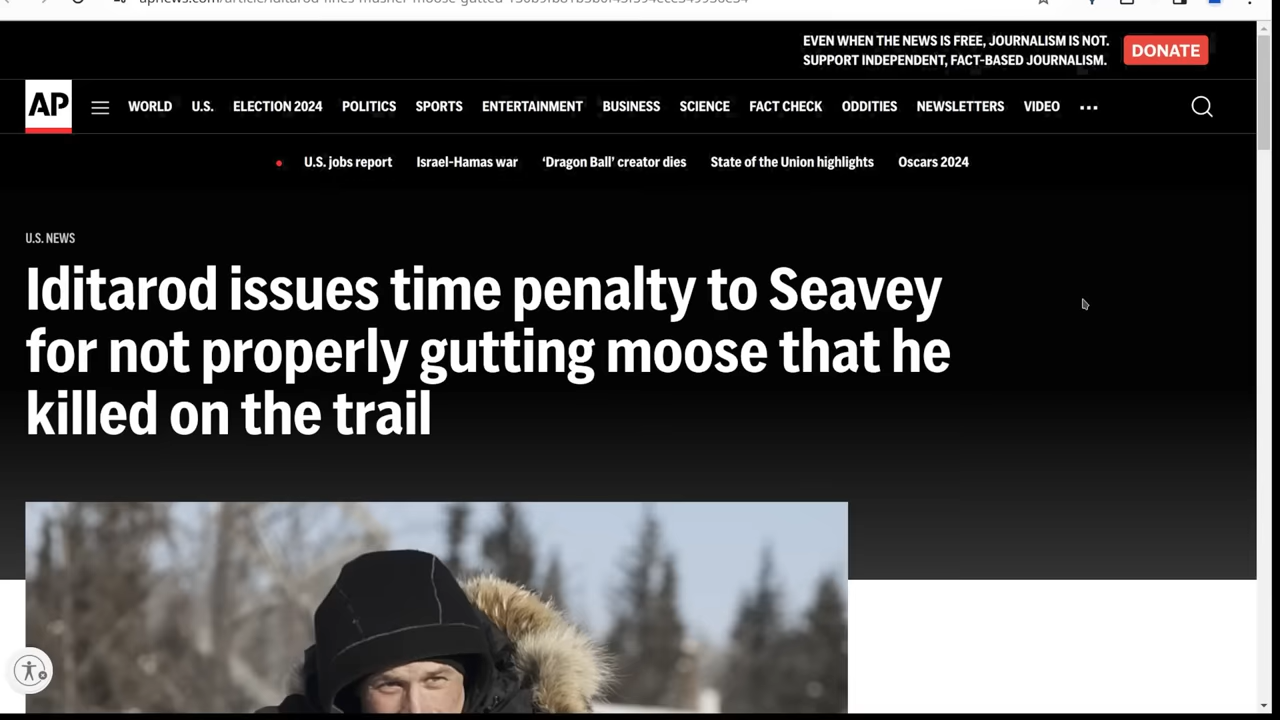 EVEN WHEN THE NEWS IS FREE, JOURNALISM IS NOT.
SUPPORT INDEPENDENT, FACT-BASED JOURNALISM.
DONATE
AP
WORLD U.S. ELECTION 2024 POLITICS SPORTS ENTERTAINMENT BUSINESS SCIENCE FACT CHECK ODDITIES NEWSLETTERS VIDEO
U.S. jobs report Israel-Hamas war ‘Dragon Ball’ creator dies State of the Union highlights Oscars 2024
U.S. NEWS
Iditarod issues time penalty to Seavey
for not properly gutting moose that he
killed on the trail